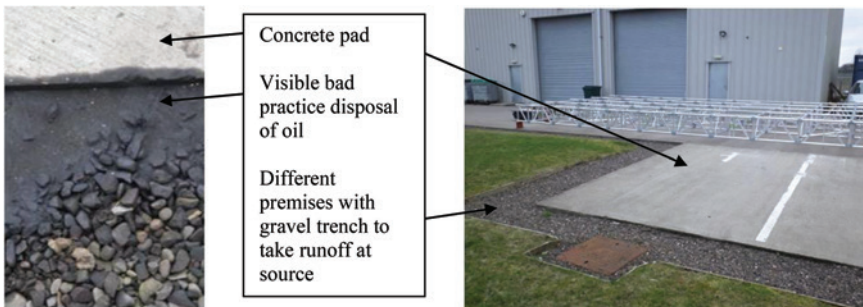 Concrete pad
Visible bad
practice disposal
of oil
Different
premises with
gravel trench to
take runoff at
source